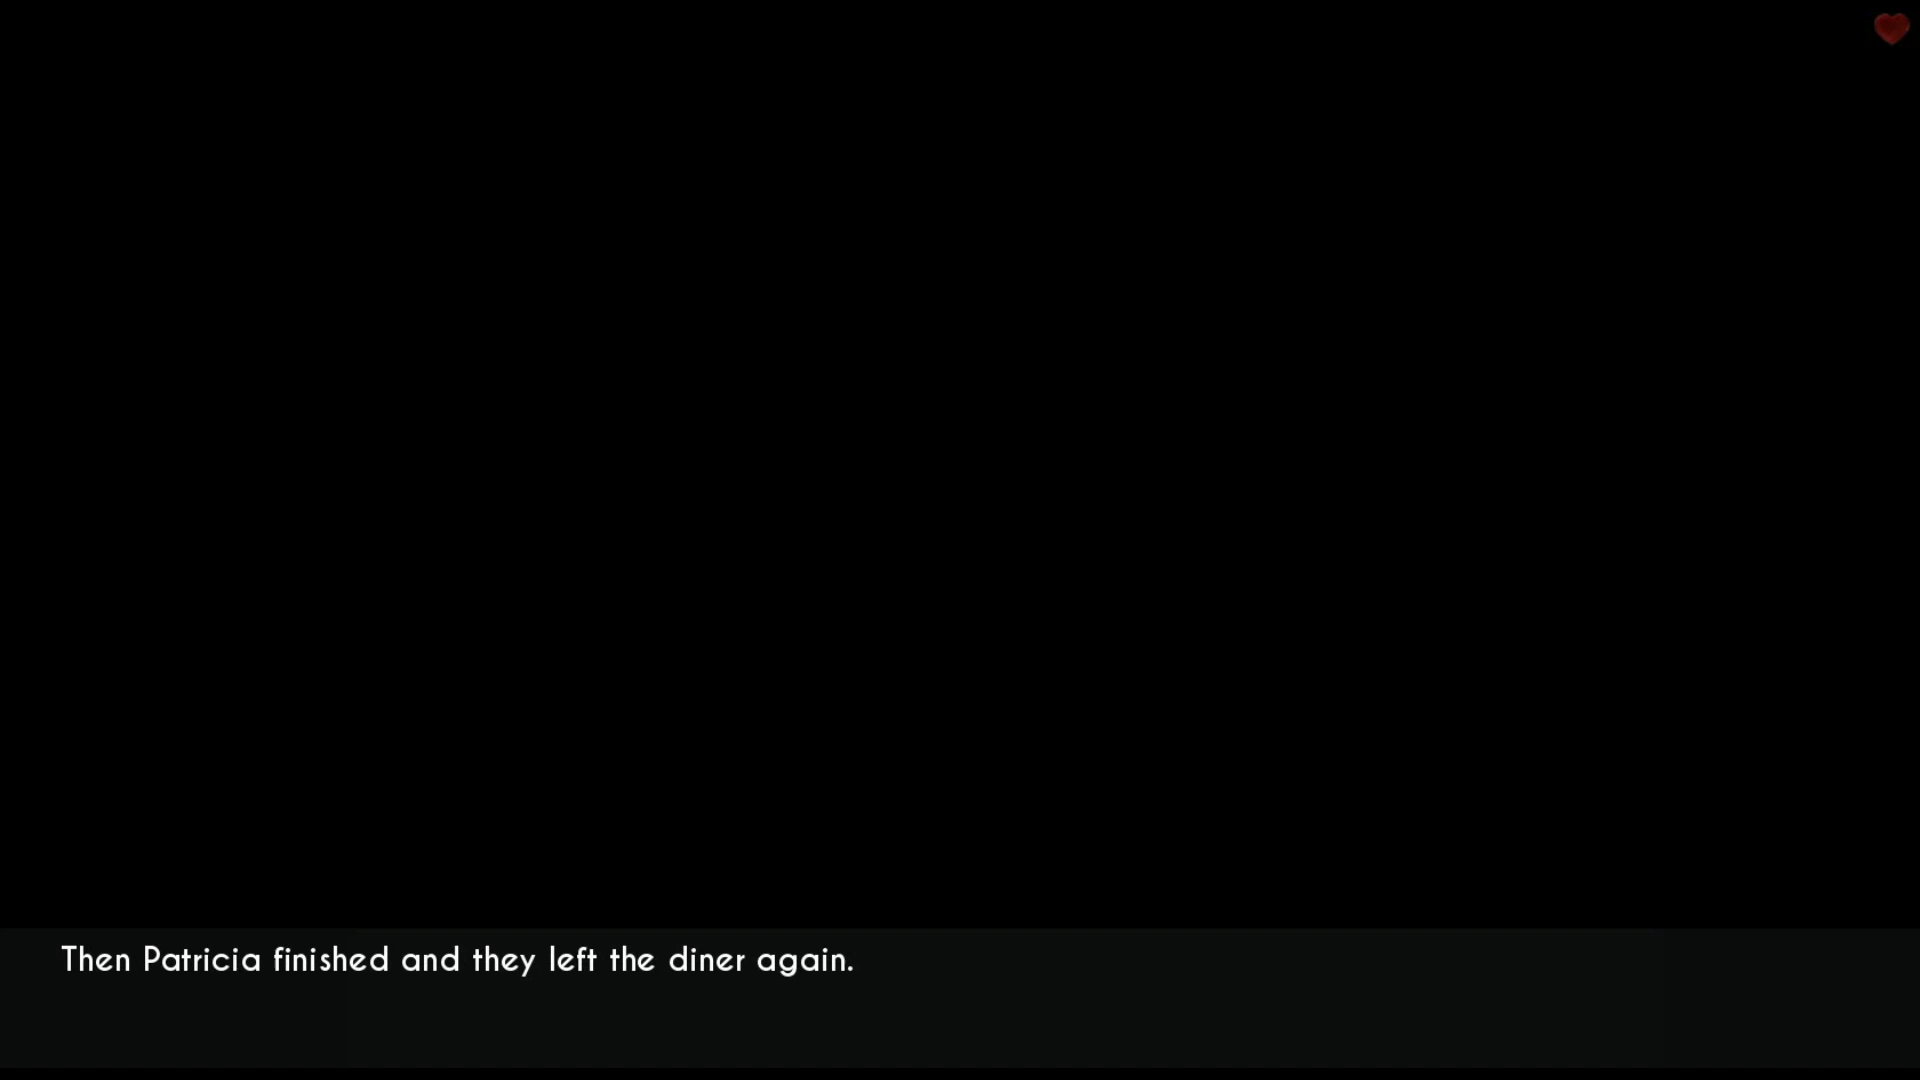 Then Patricia finished and they left the diner again.